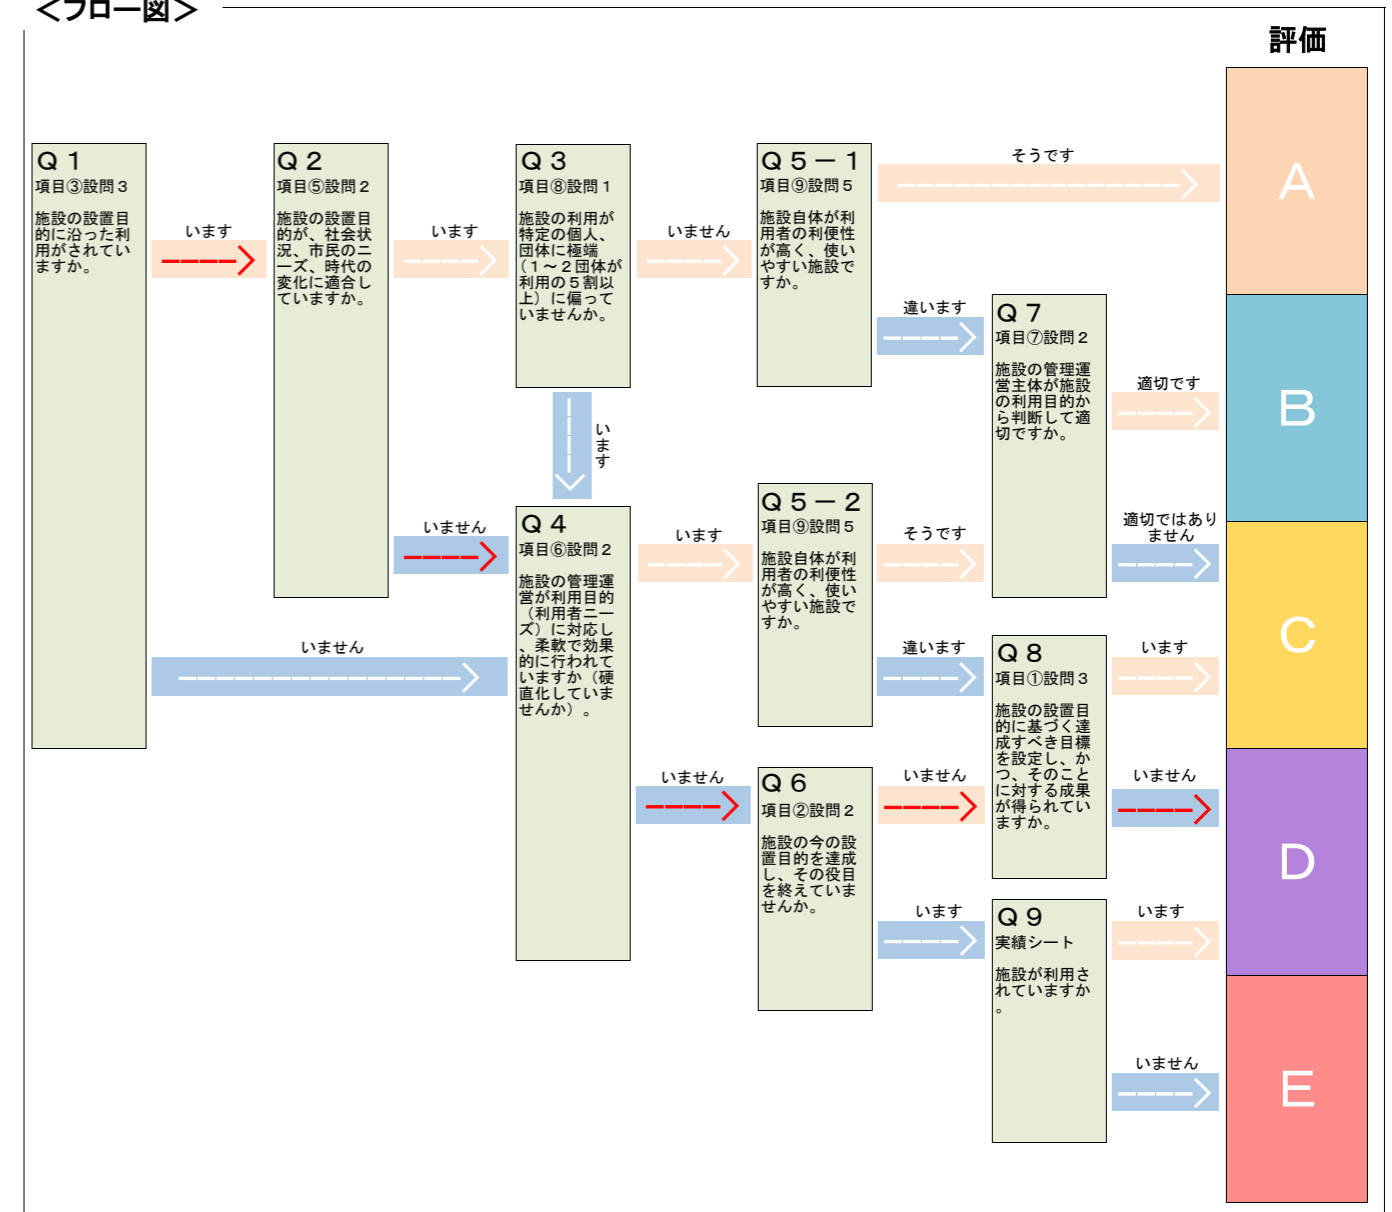 ＜フロー図＞
評価
Ｑ１
項目③設問３
施設の設置目
的に沿った利
用がされてい
ますか。
います
いません
Ｑ２
項目⑤設問２
施設の設置目
的が、社会状
況、市民のニ
ーズ、時代の
変化に適合し
ていますか。
います
いません
Ｑ３
項目⑧設問１
施設の利用が
特定の個人、
団体に極端
（１～２団体が
利用の５割以
上）に偏って
いませんか。
いません
います
Ｑ４
項目⑥設問２
施設の管理運
営が利用目的
（利用者ニー
ズ）に対応し
、柔軟で効果
的に行われて
いますか（硬
直化していま
せんか）。
います
いません
Ｑ５－１
項目⑨設問５
施設自体が利
用者の利便性
が高く、使い
やすい施設で
すか。
そうです
違います
Ｑ５－２
項目⑨設問５
施設自体が利
用者の利便性
が高く、使い
やすい施設で
すか。
そうです
違います
Ｑ６
項目②設問２
施設の今の設
置目的を達成
し、その役目
を終えていま
せんか。
いません
います
Ｑ７
項目⑦設問２
施設の管理運
営主体が施設
の利用目的か
ら判断して適
切ですか。
適切です
適切ではあり
ません
Ｑ８
項目①設問３
施設の設置目
的に基づく達
成すべき目標
を設定し、か
つ、そのこと
に対する成果
が得られてい
ますか。
います
いません
Ｑ９
実績シート
施設が利用さ
れていますか
。
います
いません
Ａ
Ｂ
Ｃ
Ｄ
Ｅ